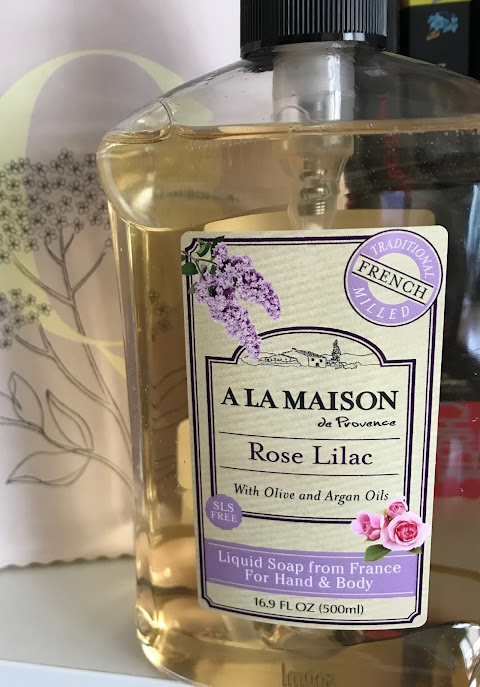 TRADITIONAL
FRENCH
MILLED
A LA MAISON
de Provence
Rose Lilac
With Olive and Argan Oils
SLS
FREE
Liquid Soap from France
For Hand & Body
16.9 FL OZ (500ml)